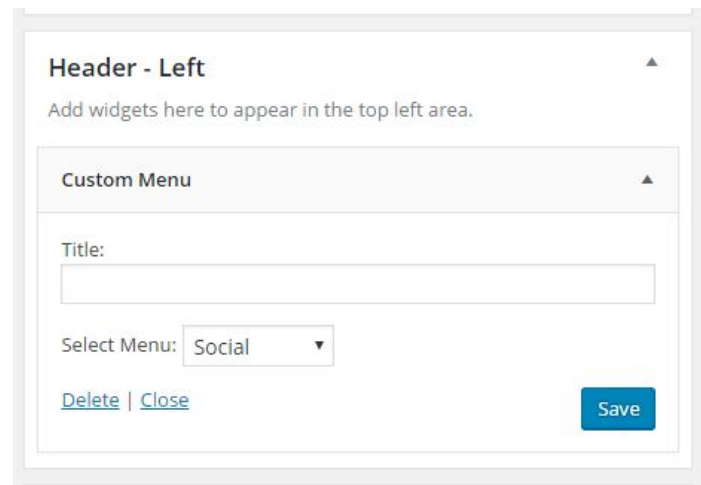 Header - Left
Add widgets here to appear in the top left area.
Custom Menu
Title:
Select Menu: Social
Delete | Close
Save